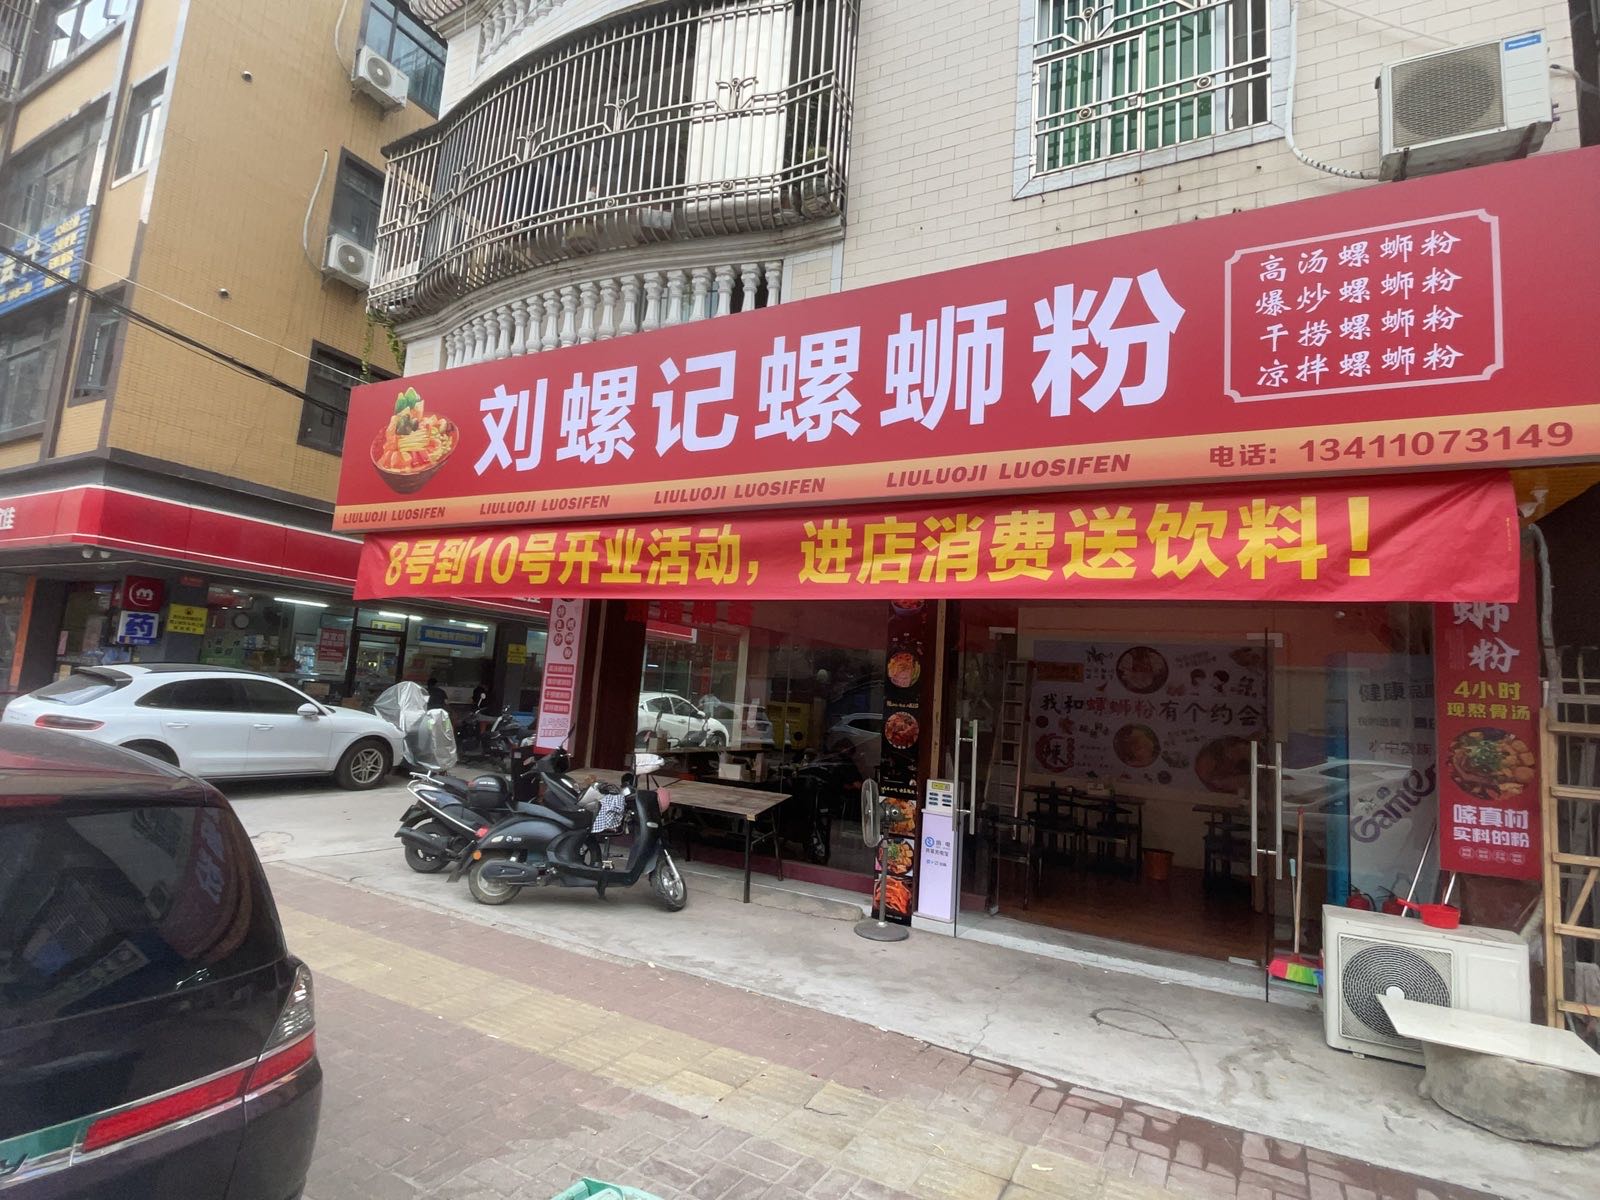 Panasonic
高汤螺蛳粉
爆炒螺蛳粉
干捞螺蛳粉
凉拌螺蛳粉
刘螺记螺蛳粉
电话：13411073149
LIULUOJI LUOSIFEN
LIULUOJI LUOSIFEN
LIULUOJI LUOSIFEN
LIULUOJI LUOSIFEN
8号到10号开业活动，进店消费送饮料！
药
我和螺蛳粉有个约会
辣
健康
蛳
粉
4小时
现熬骨汤
嗦真材
实料的粉